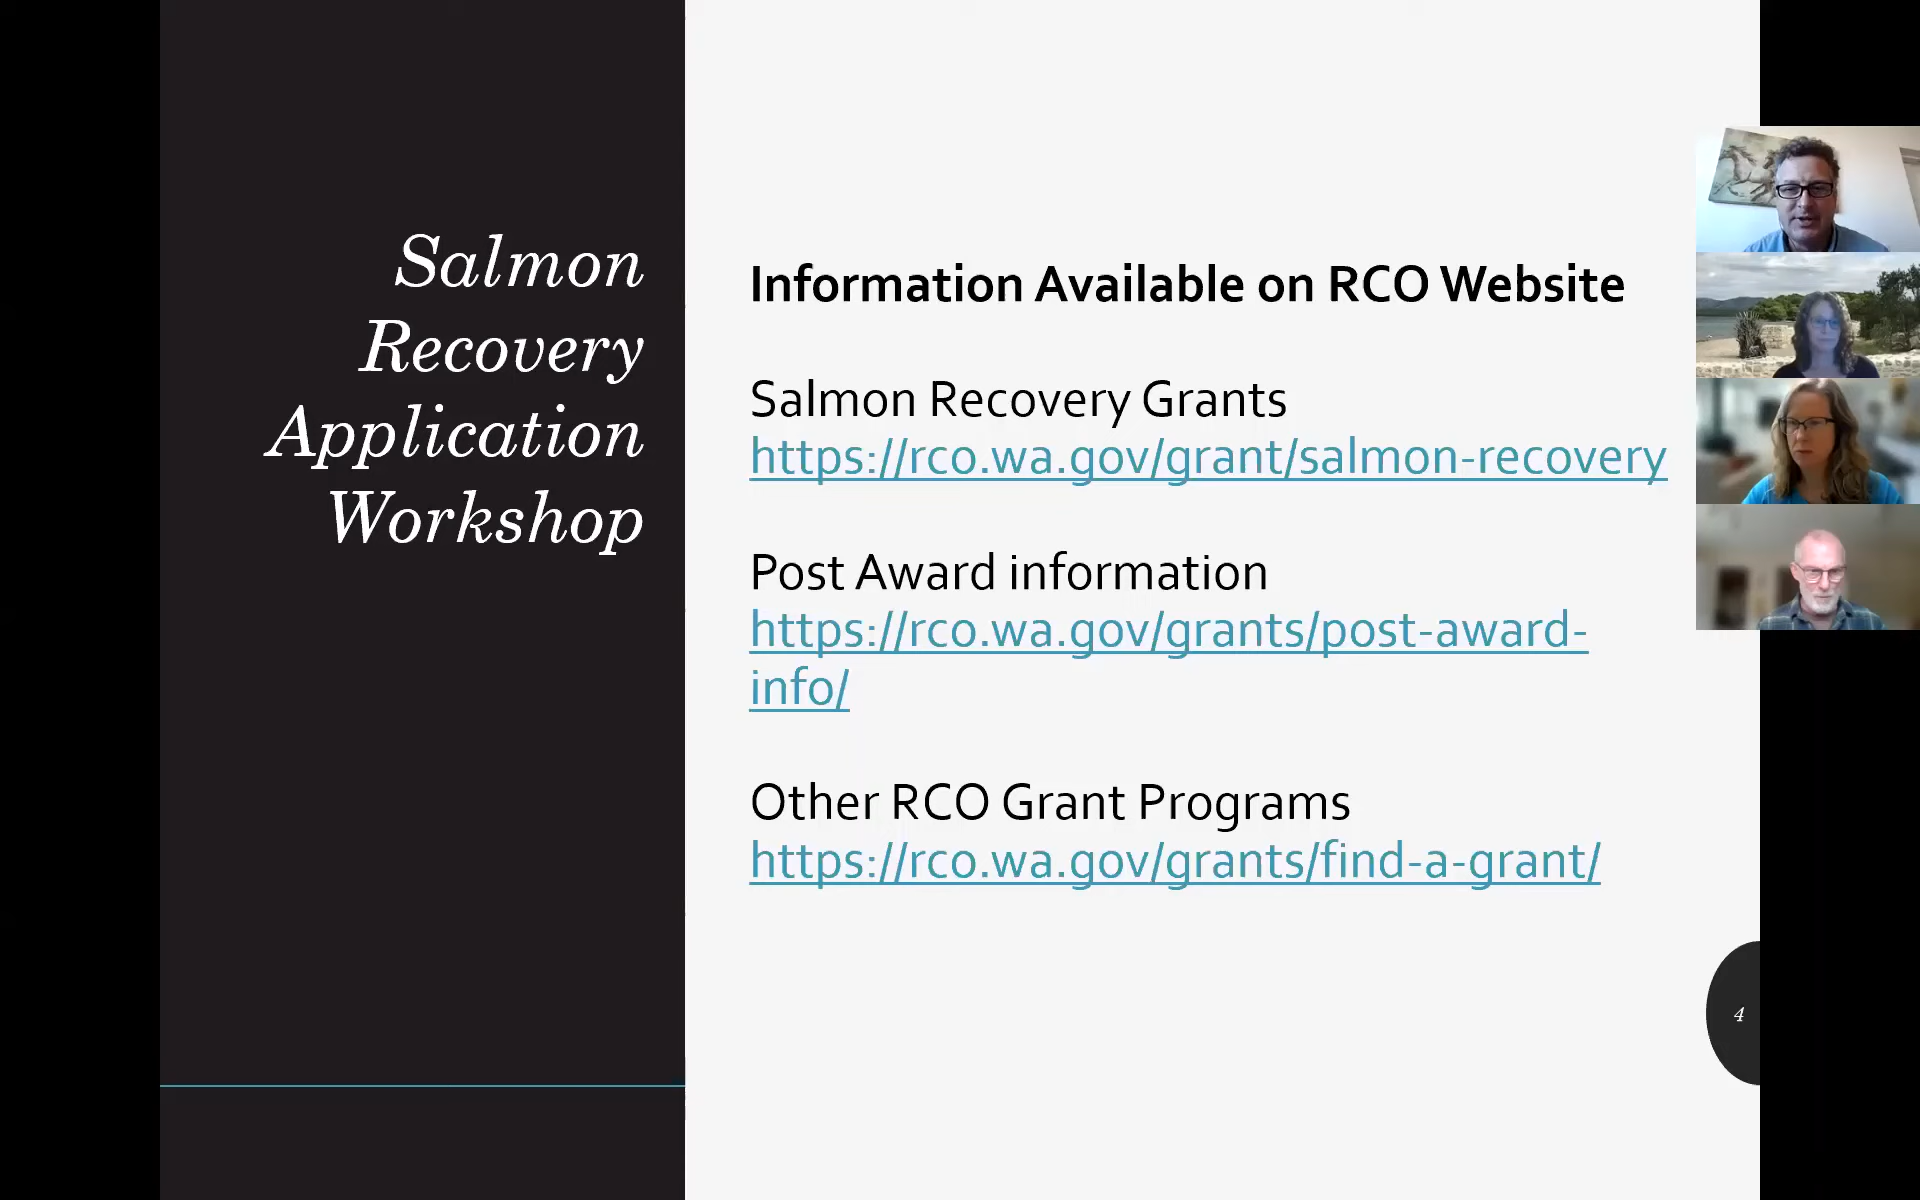 Salmon
Recovery
Application
Workshop
Information Available on RCO Website
Salmon Recovery Grants
https://rco.wa.gov/grant/salmon-recovery
Post Award information
https://rco.wa.gov/grants/post-award-
info/
Other RCO Grant Programs
https://rco.wa.gov/grants/find-a-grant/
4